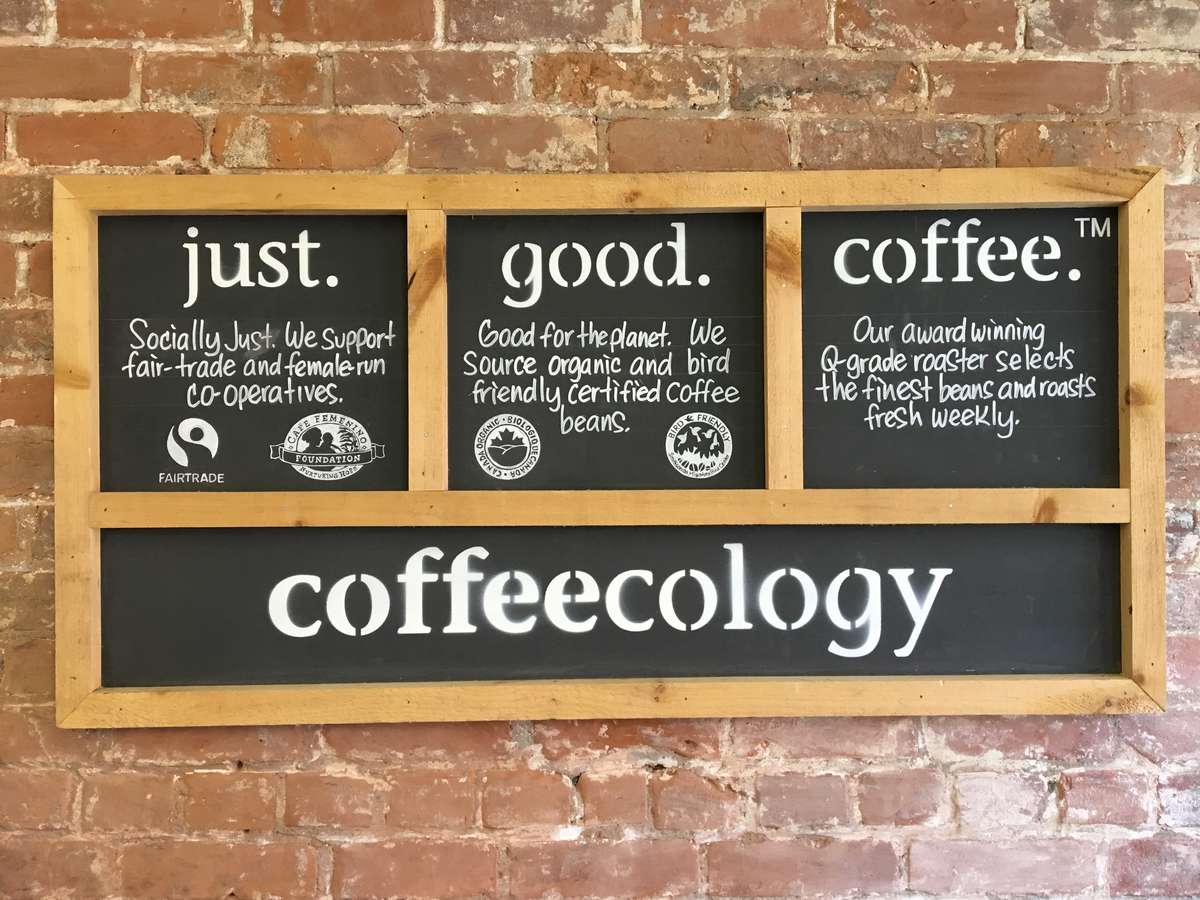 just.
Socially Just. We Support
fair-trade and female run
co-operatives.
FAIRTRADE
CAFE FEMENINO
FOUNDATION
NURTURING HOPE
good.
Good for the planet. We
Source organic and bird
friendly certified Coffee
beans.
CANADA ORGANIC • BIOLOGIQUE CANADA
BIRD FRIENDLY
coffee.™
Our award winning
Q-grade roaster selects
the finest beans and roasts
fresh weekly.
coffeecology